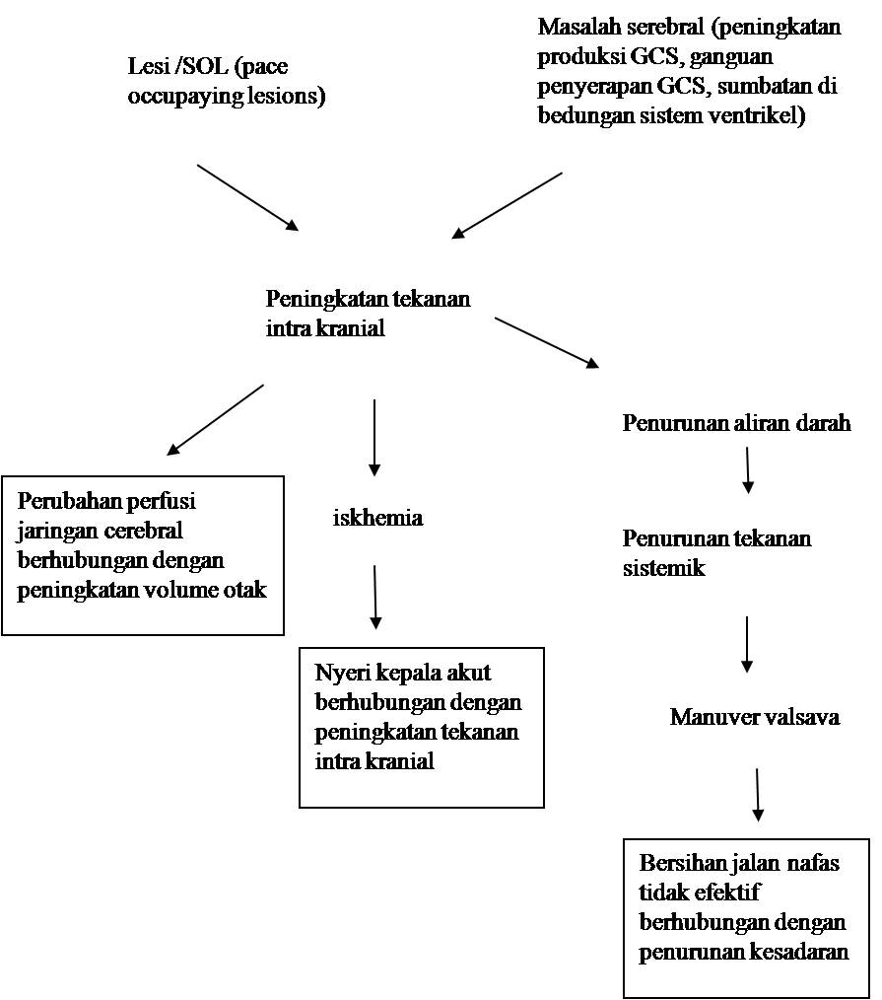 Lesi /SOL (pace
occupaying lesions)
Masalah serebral (peningkatan
produksi GCS, ganguan
penyerapan GCS, sumbatan di
bedungan sistem ventrikel)
Peningkatan tekanan
intra kranial
Penurunan aliran darah
Perubahan perfusi
jaringan cerebral
berhubungan dengan
peningkatan volume otak
iskhemia
Penurunan tekanan
sistemik
Nyeri kepala akut
berhubungan dengan
peningkatan tekanan
intra kranial
Manuver valsava
Bersihan jalan nafas
tidak efektif
berhubungan dengan
penurunan kesadaran